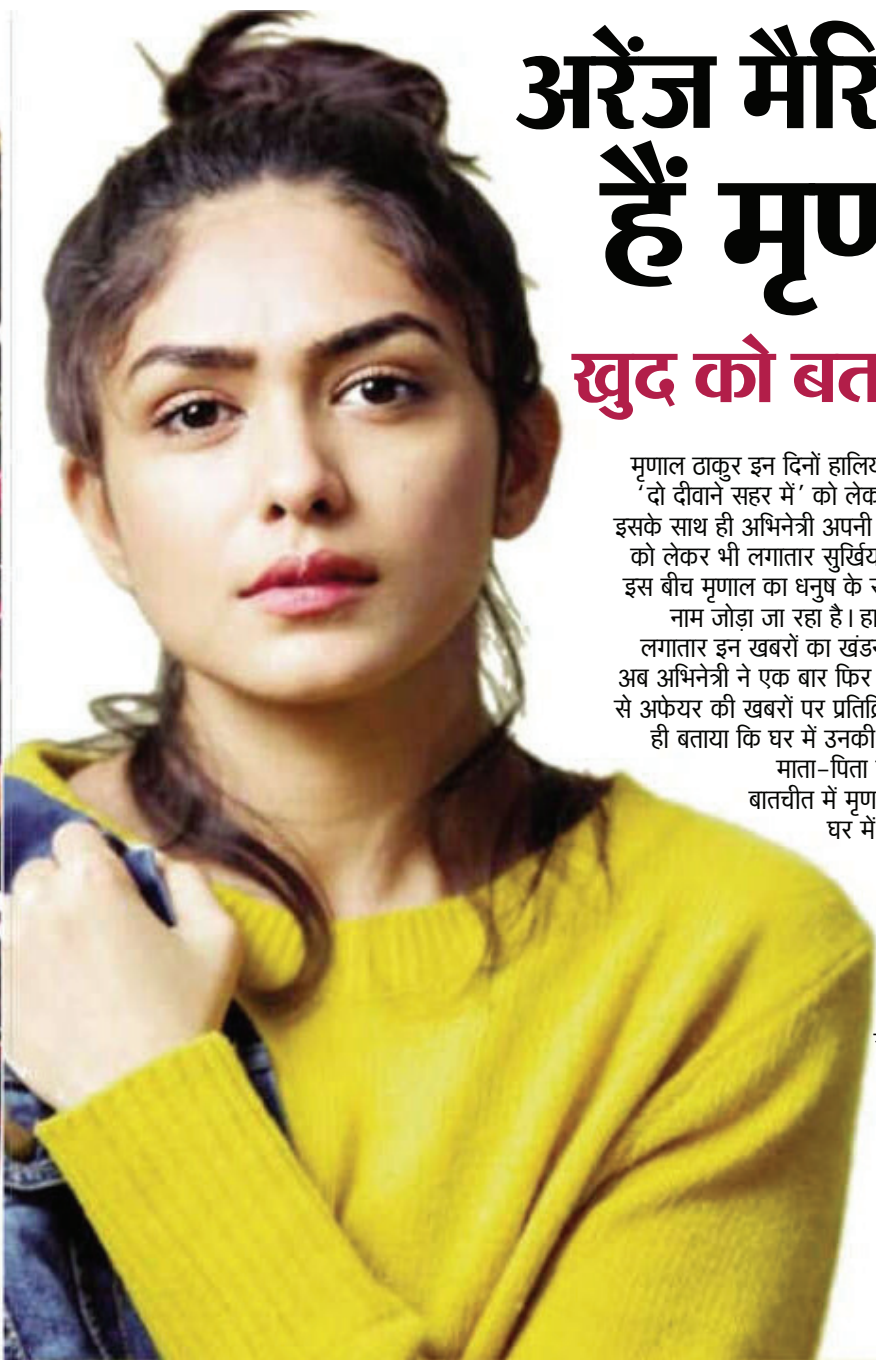 अरेंज मैरि
हैं मृण
खुद को बत
मृणाल ठाकुर इन दिनों हालिय
‘दो दीवाने सहर में’ को लेक
इसके साथ ही अभिनेत्री अपनी
को लेकर भी लगातार सुर्खिय
इस बीच मृणाल का धनुष के
नाम जोड़ा जा रहा है। हा
लगातार इन खबरों का खंडन
अब अभिनेत्री ने एक बार फिर
से अफेयर की खबरों पर प्रतिक्रि
ही बताया कि घर में उनकी
माता-पिता
बातचीत में मृण
घर में